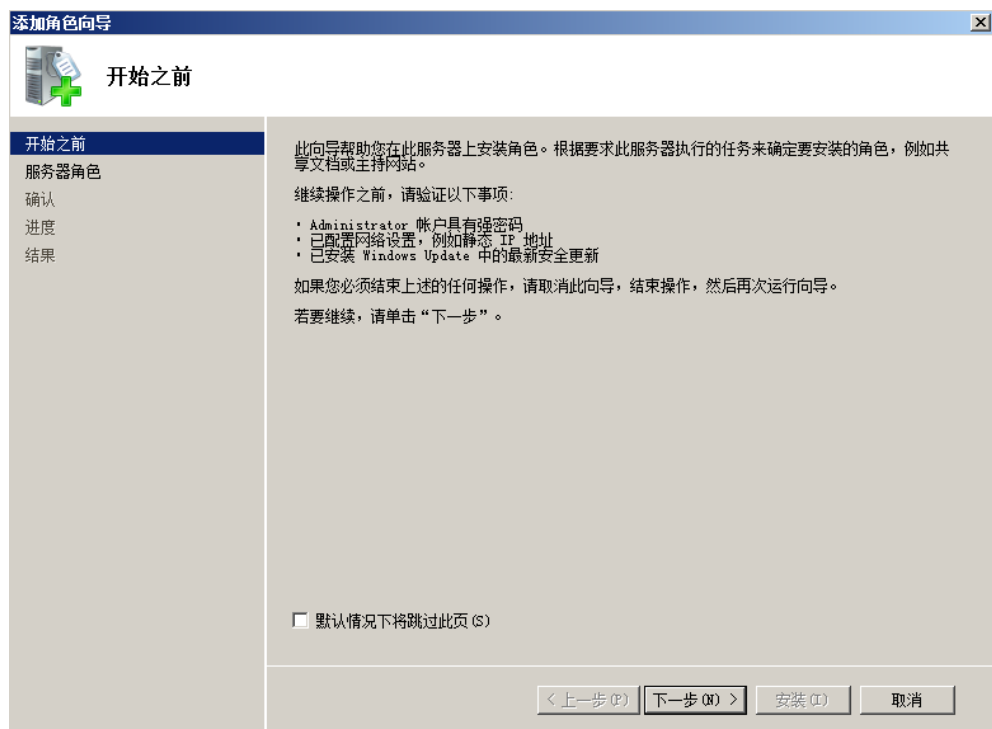 添加角色向导
开始之前
开始之前
服务器角色
确认
进度
结果
此向导帮助您在此服务器上安装角色。根据要求此服务器执行的任务来确定要安装的角色，例如共
享文档或主持网站。
继续操作之前，请验证以下事项:
· Administrator 帐户具有强密码
· 已配置网络设置，例如静态 IP 地址
· 已安装 Windows Update 中的最新安全更新
如果您必须结束上述的任何操作，请取消此向导，结束操作，然后再次运行向导。
若要继续，请单击“下一步”。
默认情况下将跳过此页(S)
< 上一步(P) 下一步(N) > 安装(I) 取消